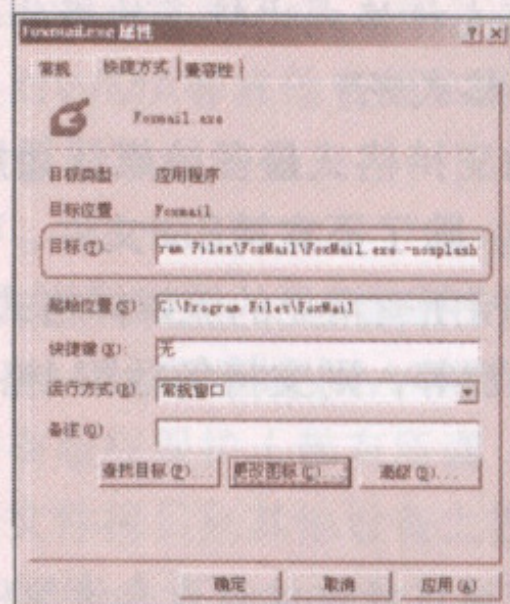 Foxmail.exe 属性
常规 快捷方式 兼容性
Foxmail.exe
目标类型 应用程序
目标位置 Foxmail
目标(T) ram Files\FoxMail\FoxMail.exe -nosplash
起始位置(S): C:\Program Files\FoxMail
快捷键(K): 无
运行方式(R) 常规窗口
备注(O)
查找目标(F)... 更改图标(C)... 高级(D)...
确定 取消 应用(A)